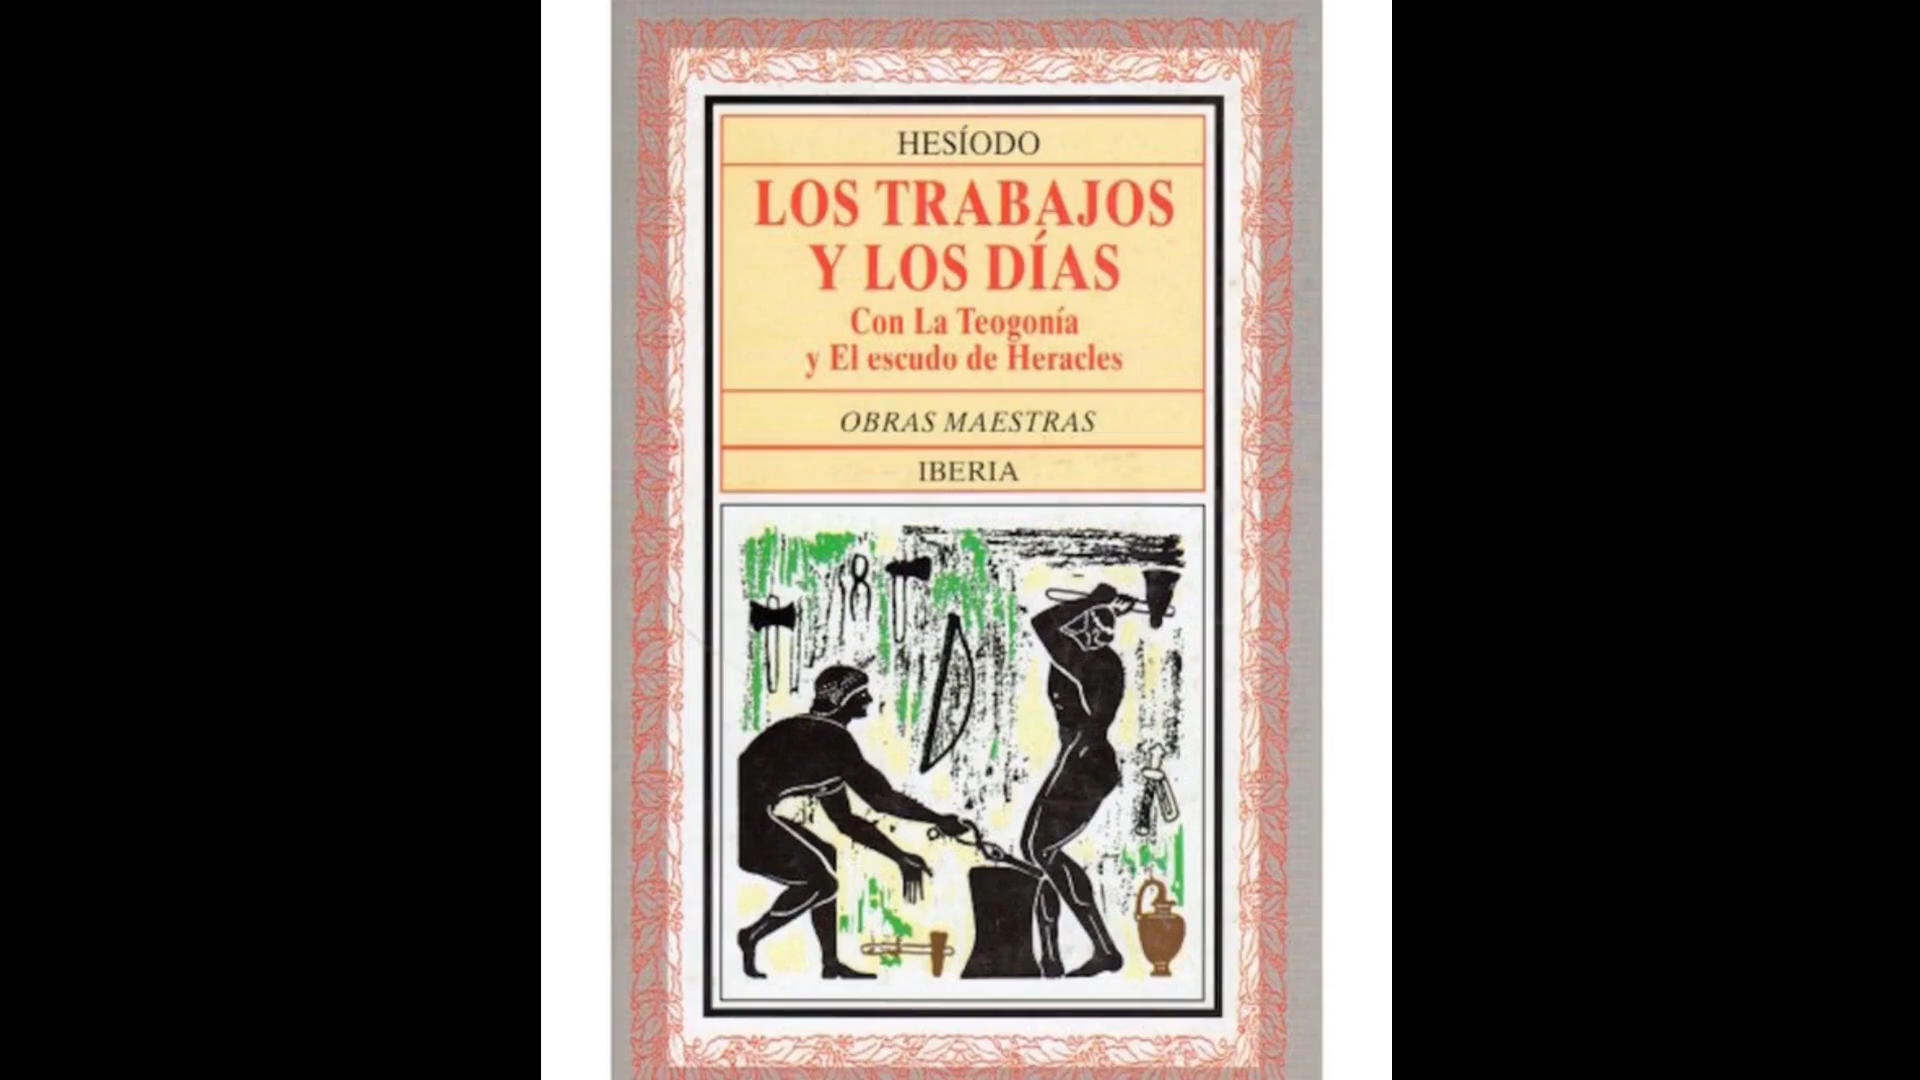 HESÍODO
LOS TRABAJOS
Y LOS DÍAS
Con La Teogonía
y El escudo de Heracles
OBRAS MAESTRAS
IBERIA